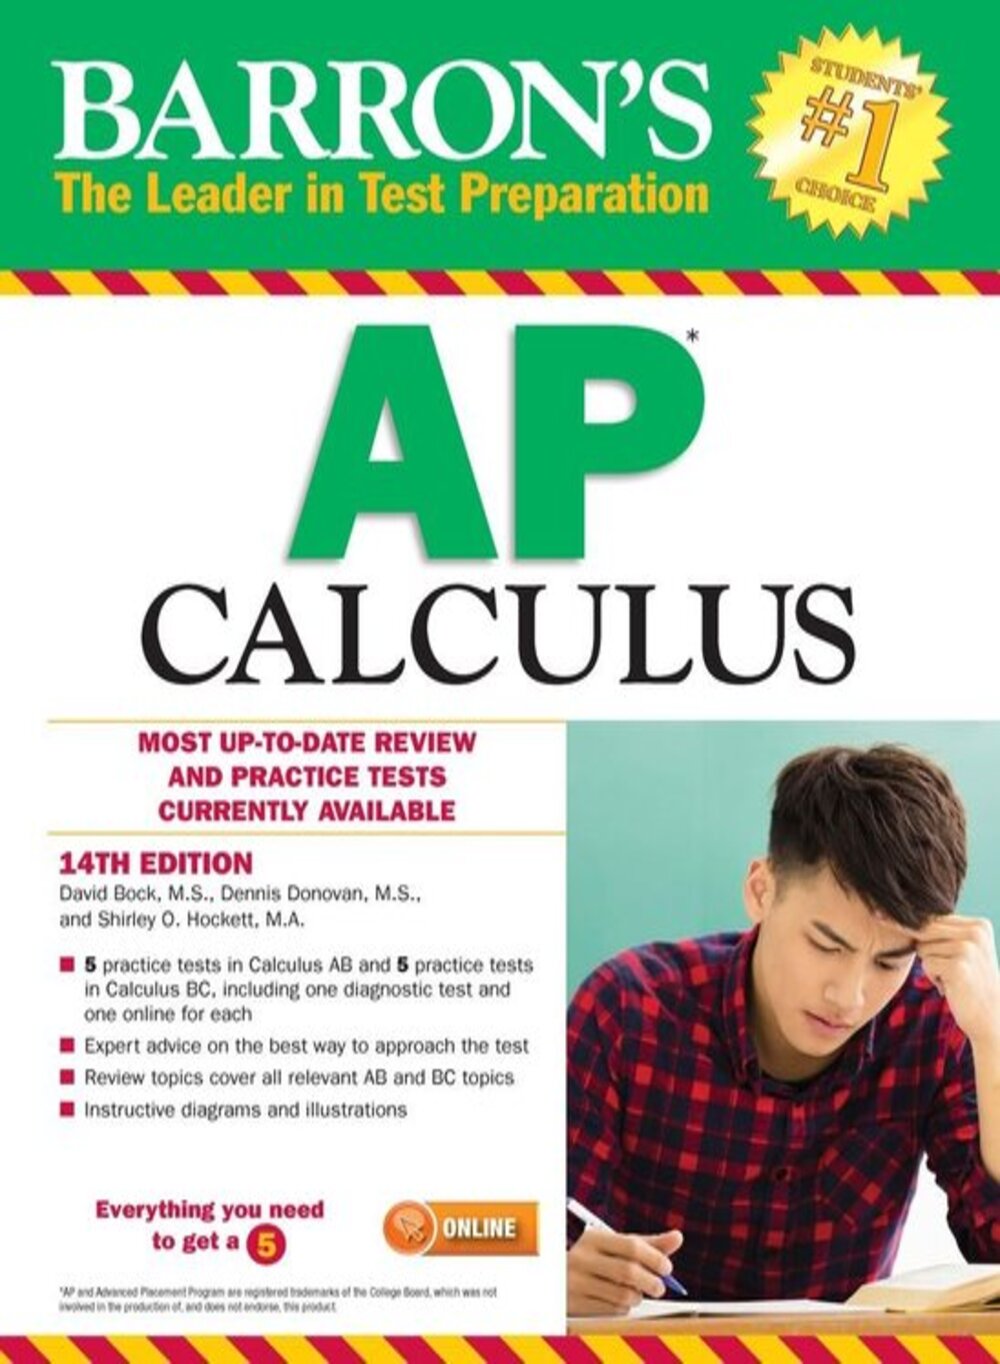 BARRON'S
The Leader in Test Preparation
STUDENTS'
#1
CHOICE
AP*
CALCULUS
MOST UP-TO-DATE REVIEW
AND PRACTICE TESTS
CURRENTLY AVAILABLE
14TH EDITION
David Bock, M.S., Dennis Donovan, M.S.,
and Shirley O. Hockett, M.A.
■ 5 practice tests in Calculus AB and 5 practice tests
in Calculus BC, including one diagnostic test and
one online for each
■ Expert advice on the best way to approach the test
■ Review topics cover all relevant AB and BC topics
■ Instructive diagrams and illustrations
Everything you need
to get a 5
ONLINE
*AP and Advanced Placement Program are registered trademarks of the College Board, which was not
involved in the production of, and does not endorse, this product.